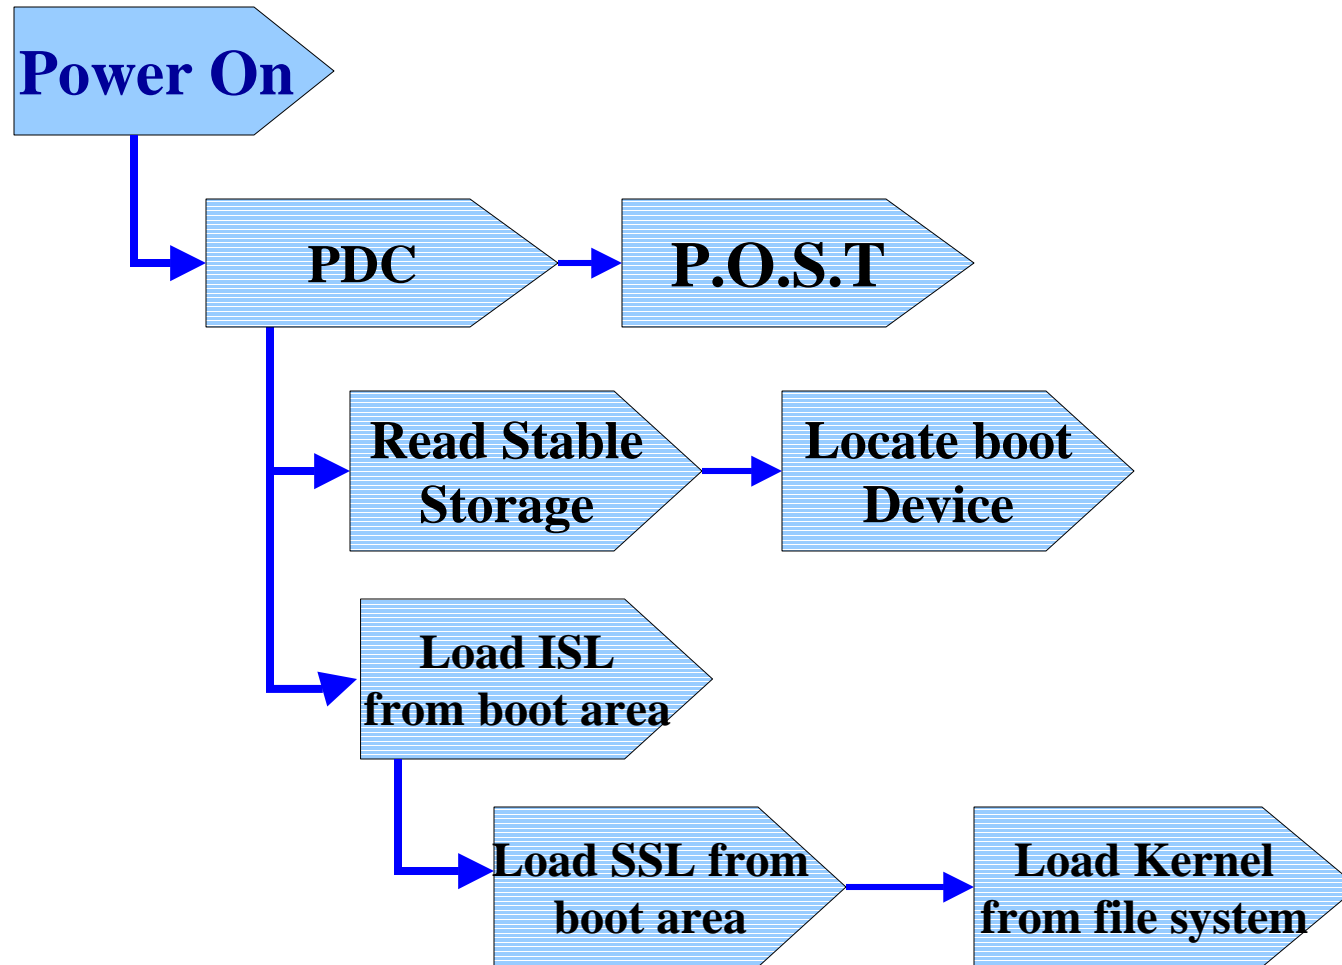 Power On
PDC
P.O.S.T
Read Stable
Storage
Locate boot
Device
Load ISL
from boot area
Load SSL from
boot area
Load Kernel
from file system